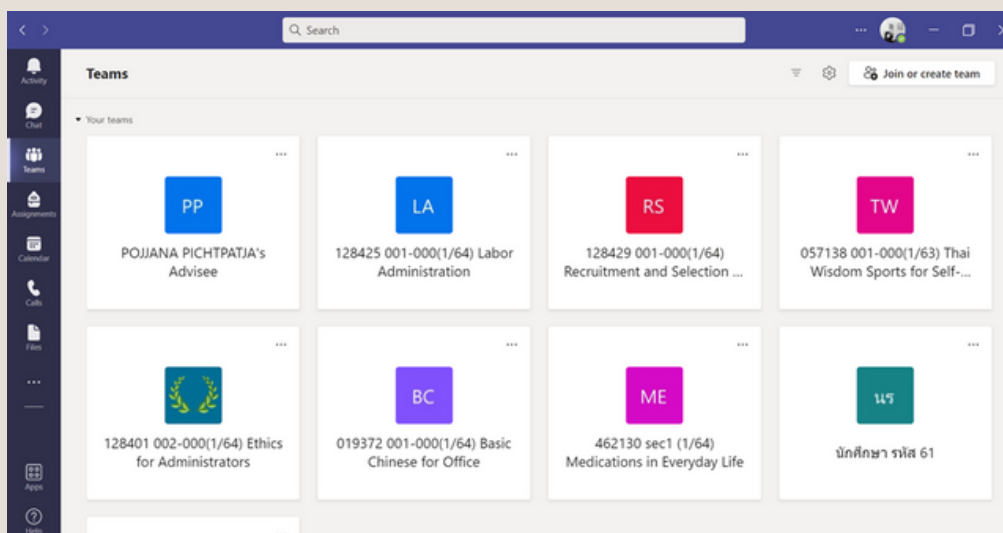 Search
Activity
Chat
Teams
Assignments
Calendar
Calls
Files
Apps
Help
Teams
Join or create team
Your teams
PP
POJJANA PICHTPATJA's
Advisee
LA
128425 001-000(1/64) Labor
Administration
RS
128429 001-000(1/64)
Recruitment and Selection ...
TW
057138 001-000(1/63) Thai
Wisdom Sports for Self-...
128401 002-000(1/64) Ethics
for Administrators
BC
019372 001-000(1/64) Basic
Chinese for Office
ME
462130 sec1 (1/64)
Medications in Everyday Life
นร
นักศึกษา รหัส 61